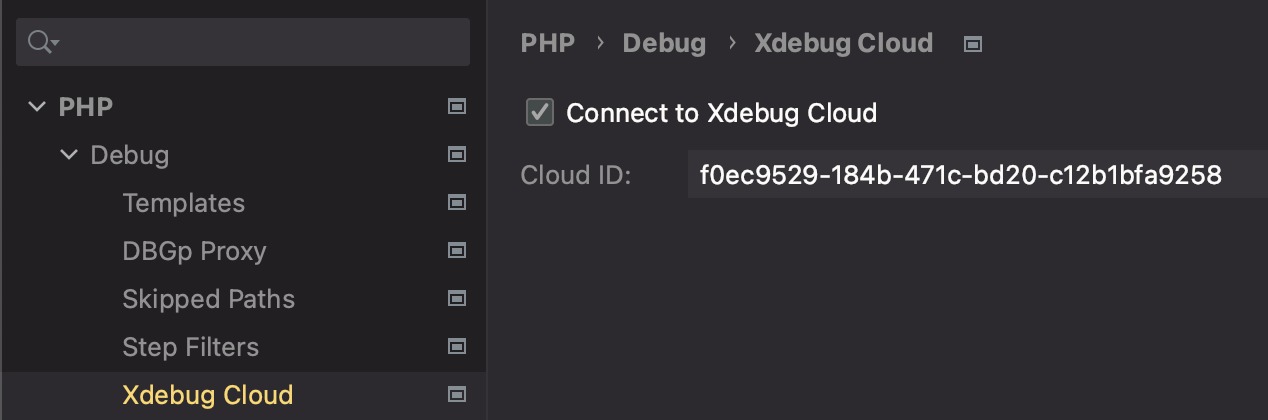 PHP
Debug
Templates
DBGp Proxy
Skipped Paths
Step Filters
Xdebug Cloud
PHP › Debug › Xdebug Cloud
Connect to Xdebug Cloud
Cloud ID: f0ec9529-184b-471c-bd20-c12b1bfa9258